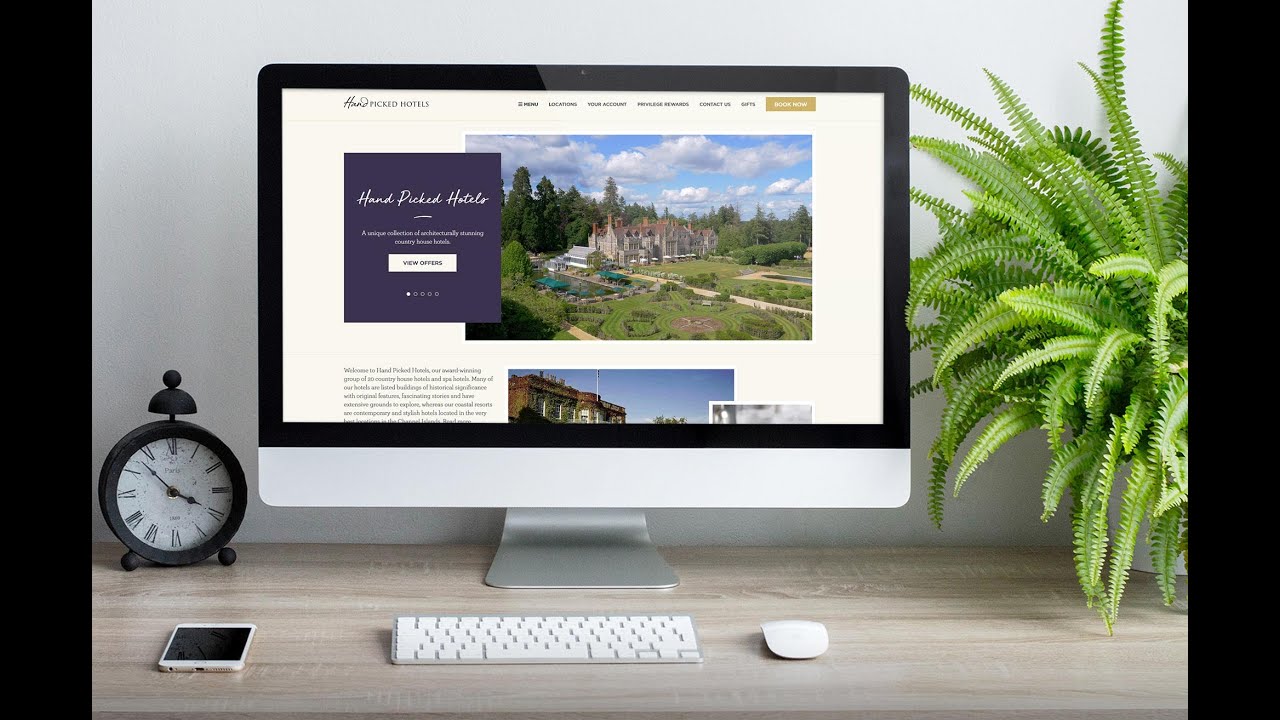 Hand PICKED HOTELS
☰ MENU LOCATIONS YOUR ACCOUNT PRIVILEGE REWARDS CONTACT US GIFTS BOOK NOW
Hand Picked Hotels
A unique collection of architecturally stunning
country house hotels.
VIEW OFFERS
Welcome to Hand Picked Hotels, our award-winning
group of 20 country house hotels and spa hotels. Many of
our hotels are listed buildings of historical significance
with original features, fascinating stories and have
extensive grounds to explore, whereas our coastal resorts
are contemporary and stylish hotels located in the very
best locations in the Channel Islands. Read more
Paris